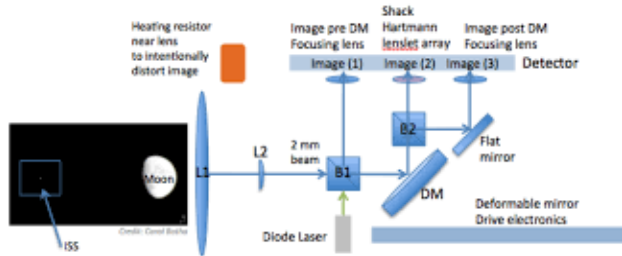 Heating resistor
near lens
to intentionally
distort image
Image pre DM
Focusing lens
Shack
Hartmann
lenslet array
Image post DM
Focusing lens
Image (1)
Image (2)
Image (3)
Detector
L1
L2
2 mm
beam
B1
B2
Flat
mirror
DM
Moon
Credit: Carol Botha
ISS
Diode Laser
Deformable mirror
Drive electronics